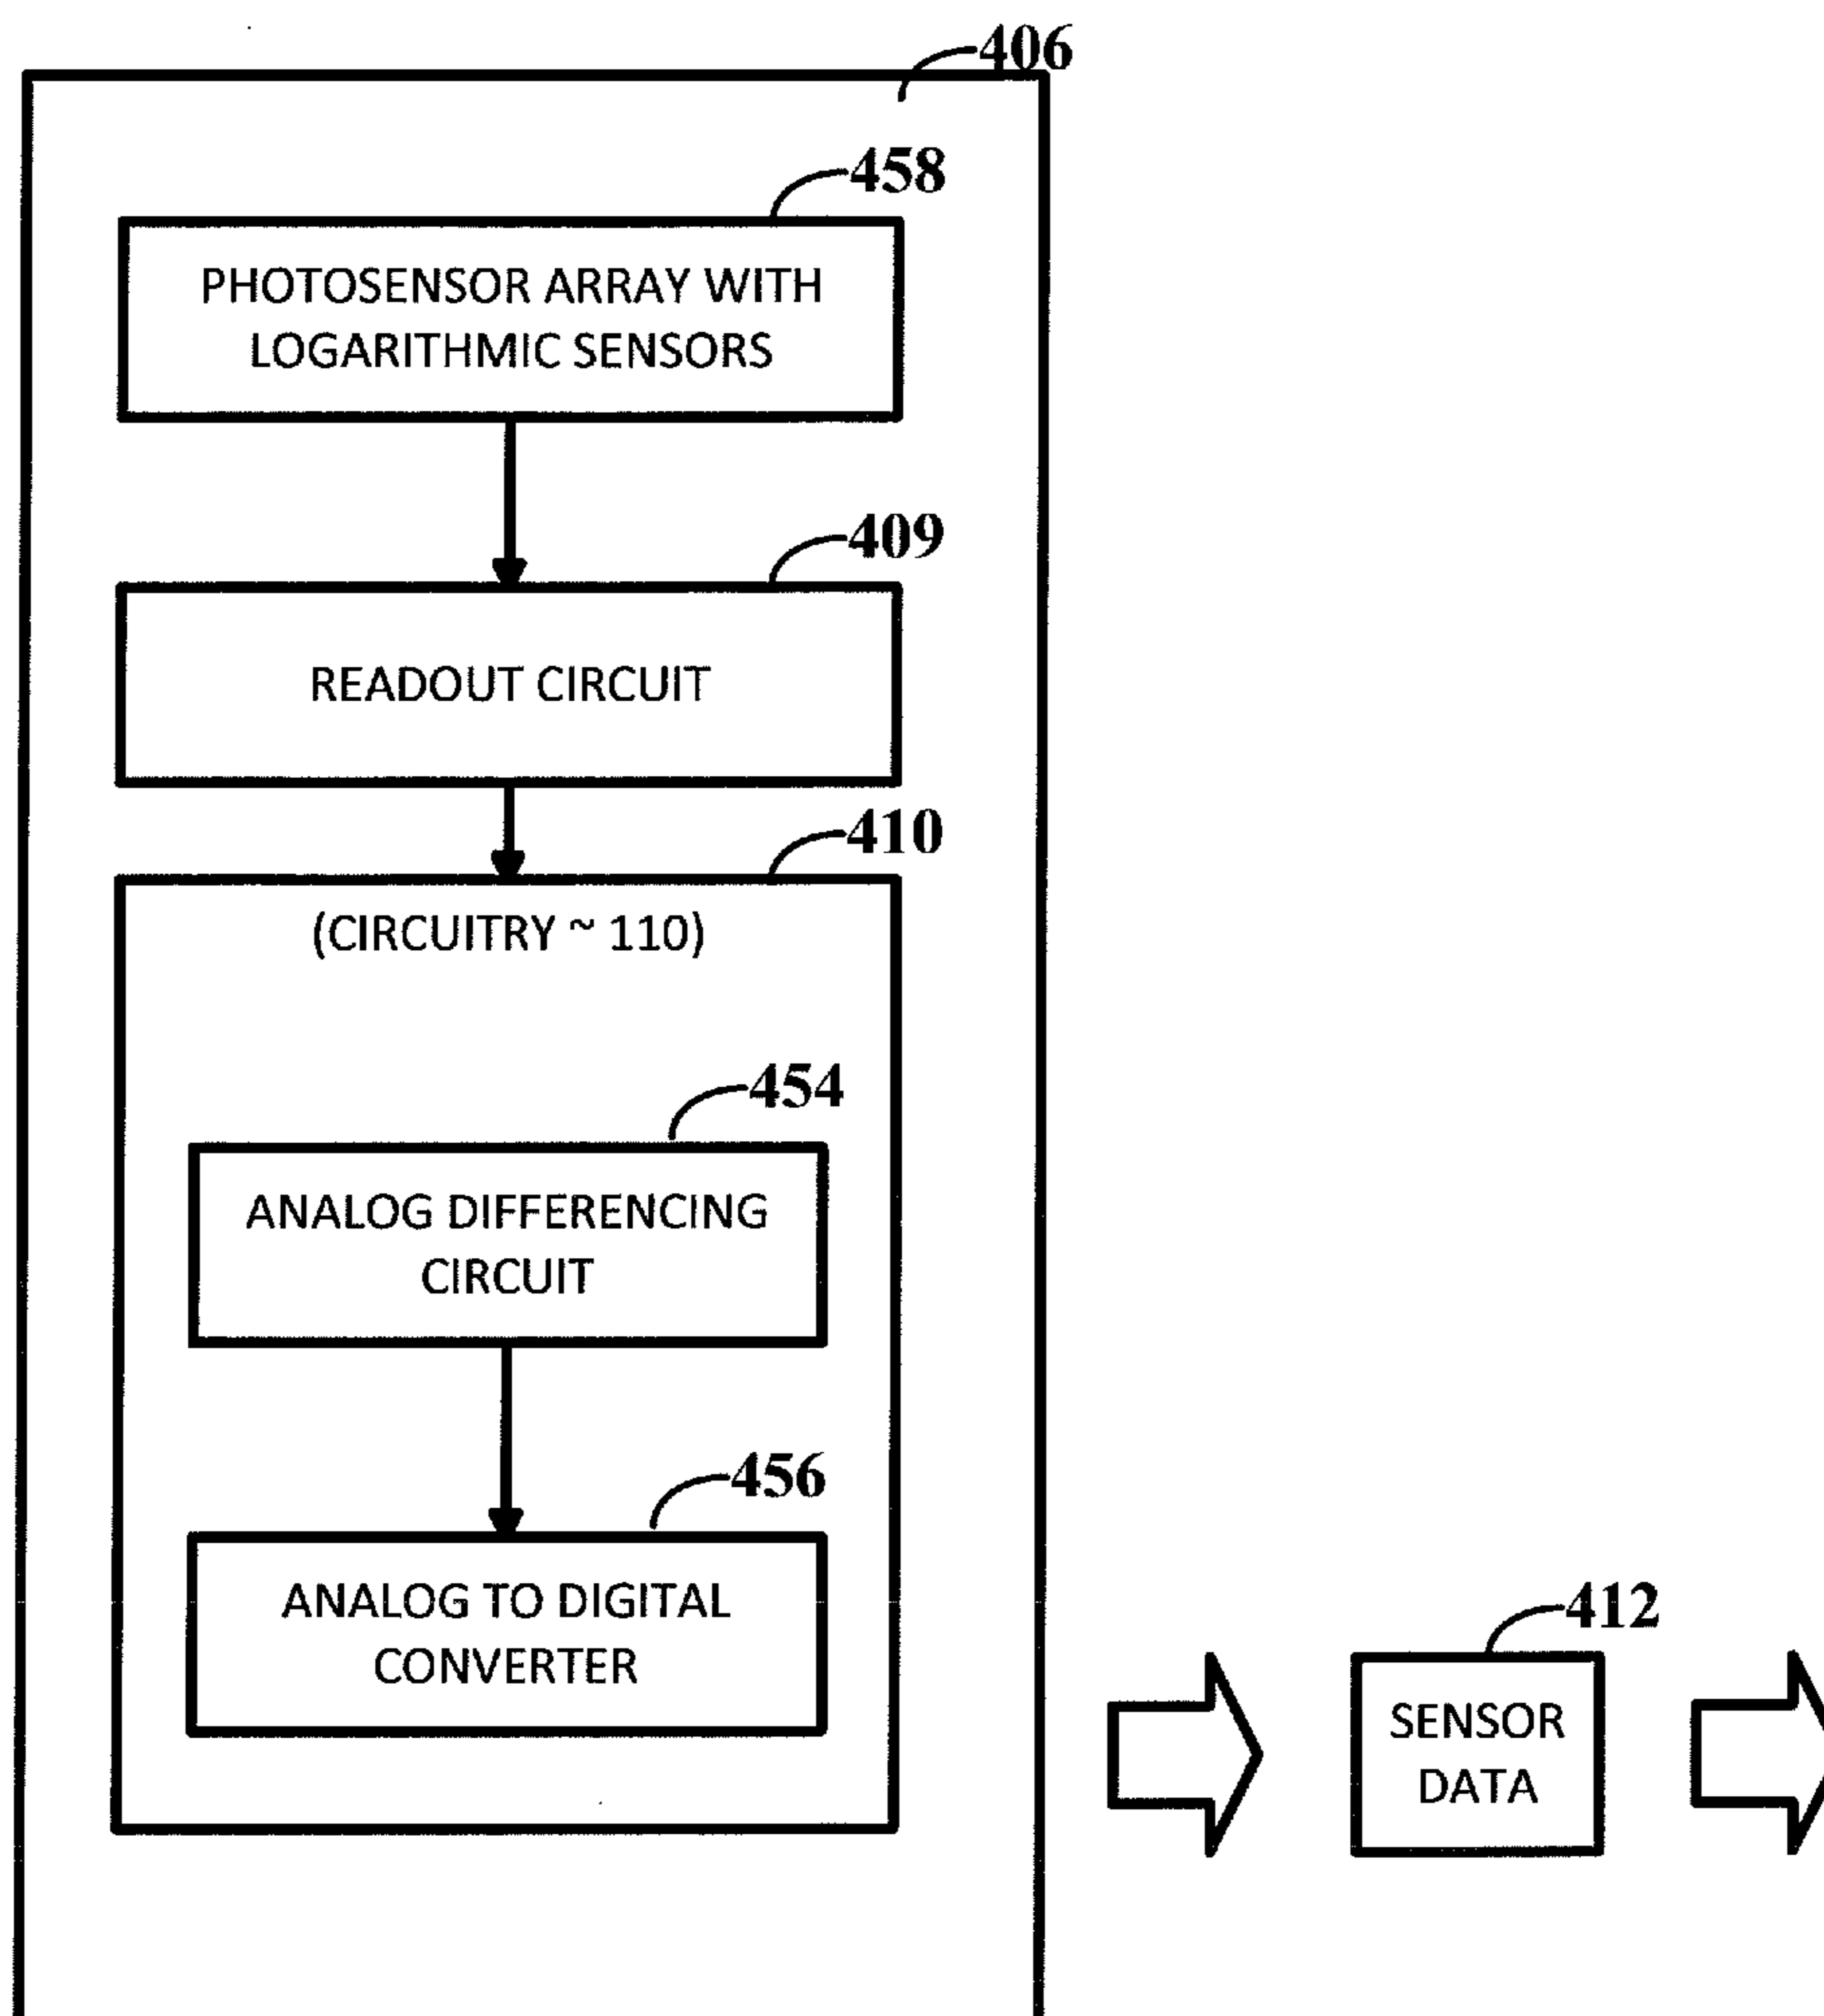 406
458
PHOTOSENSOR ARRAY WITH
LOGARITHMIC SENSORS
409
READOUT CIRCUIT
410
(CIRCUITRY ~ 110)
454
ANALOG DIFFERENCING
CIRCUIT
456
ANALOG TO DIGITAL
CONVERTER
412
SENSOR
DATA